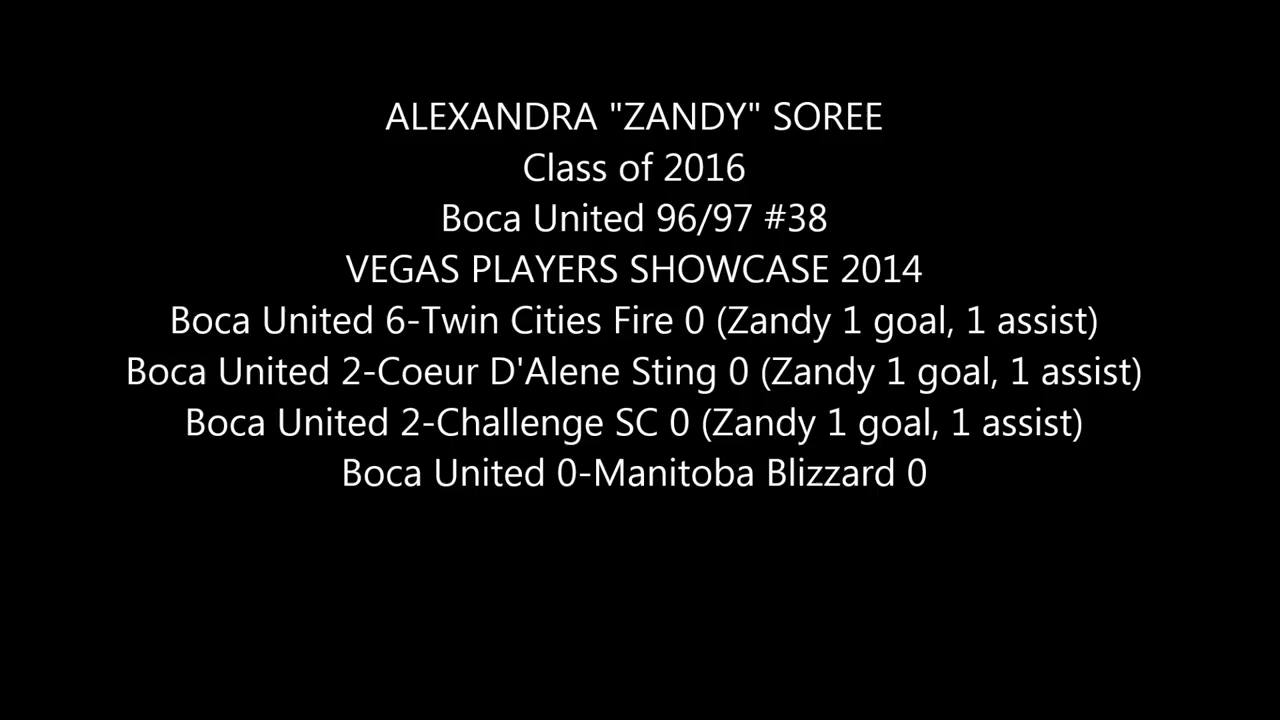 ALEXANDRA "ZANDY" SOREE
Class of 2016
Boca United 96/97 #38
VEGAS PLAYERS SHOWCASE 2014
Boca United 6-Twin Cities Fire 0 (Zandy 1 goal, 1 assist)
Boca United 2-Coeur D'Alene Sting 0 (Zandy 1 goal, 1 assist)
Boca United 2-Challenge SC 0 (Zandy 1 goal, 1 assist)
Boca United 0-Manitoba Blizzard 0